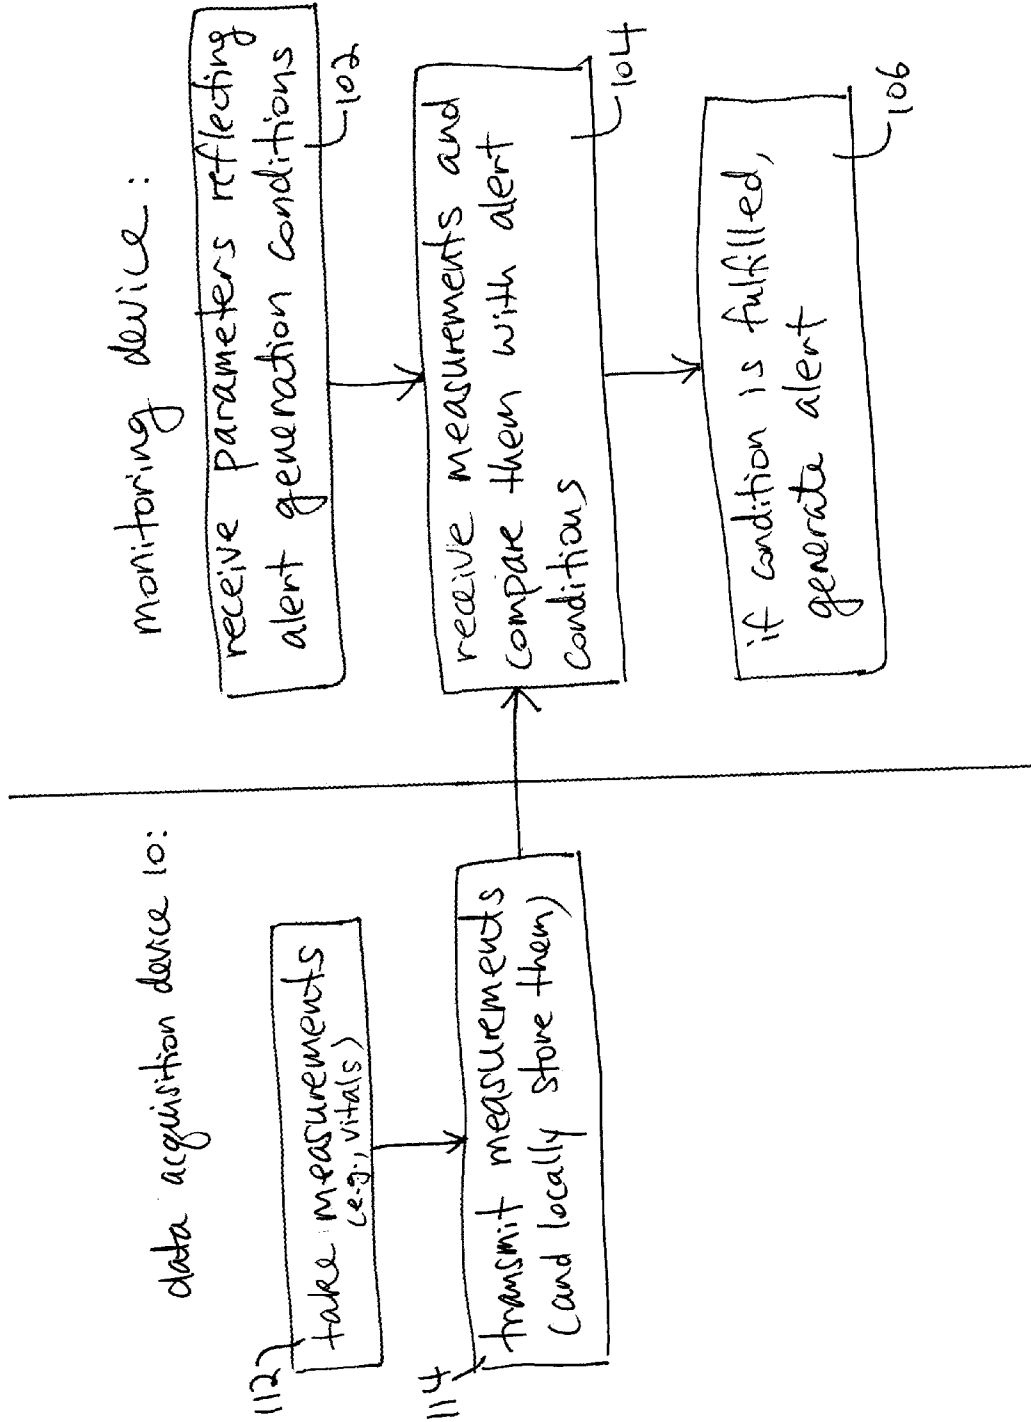 data acquisition device 10:
112
take measurements
(e.g., vitals)
114
transmit measurements
(and locally store them)
monitoring device:
receive parameters reflecting
alert generation conditions
102
receive measurements and
compare them with alert
conditions
104
if condition is fulfilled,
generate alert
106